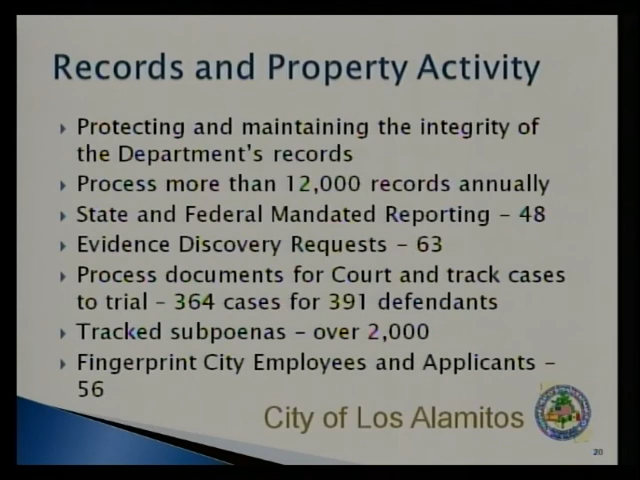 Records and Property Activity
Protecting and maintaining the integrity of
the Department's records
Process more than 12,000 records annually
State and Federal Mandated Reporting – 48
Evidence Discovery Requests – 63
Process documents for Court and track cases
to trial – 364 cases for 391 defendants
Tracked subpoenas – over 2,000
Fingerprint City Employees and Applicants –
56
City of Los Alamitos
20